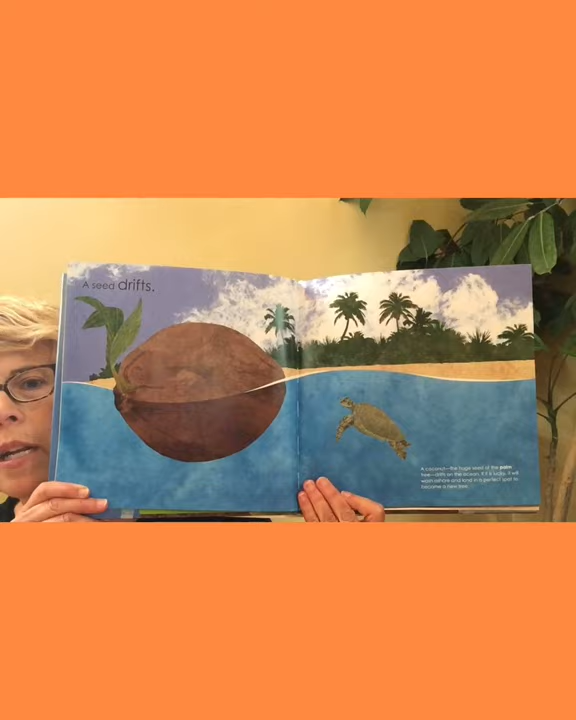 A seed drifts.
A coconut—the huge seed of the palm
tree—drifts on the ocean. If it is lucky, it will
wash ashore and land in a perfect spot to
become a new tree.